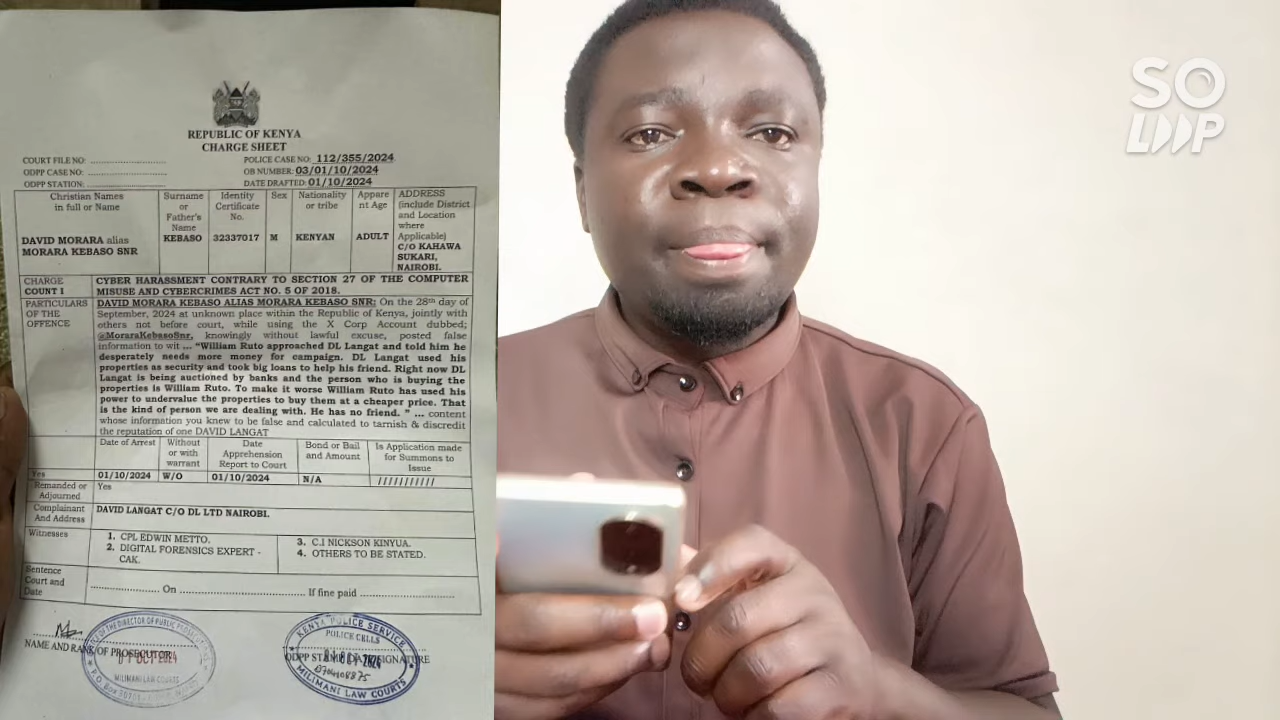 REPUBLIC OF KENYA
CHARGE SHEET
COURT FILE NO: ..........................
ODPP CASE NO: ..........................
ODPP STATION: ..........................
POLICE CASE NO: 112/355/2024
OB NUMBER: 03/01/10/2024
DATE DRAFTED: 01/10/2024
Christian Names
in full or Name
Surname
or
Father's
Name
Identity
Certificate
No.
Sex
Nationality
or tribe
Appare
nt Age
ADDRESS
(include District
and Location
where
Applicable)
DAVID MORARA alias
MORARA KEBASO SNR
KEBASO
32337017
M
KENYAN
ADULT
C/O KAHAWA
SUKARI,
NAIROBI.
CHARGE
COUNT I
CYBER HARASSMENT CONTRARY TO SECTION 27 OF THE COMPUTER
MISUSE AND CYBERCRIMES ACT NO. 5 OF 2018.
PARTICULARS
OF THE
OFFENCE
DAVID MORARA KEBASO ALIAS MORARA KEBASO SNR: On the 28th day of
September, 2024 at unknown place within the Republic of Kenya, jointly with
others not before court, while using the X Corp Account dubbed;
@MoraraKebasoSnr, knowingly without lawful excuse, posted false
information to wit ... "William Ruto approached DL Langat and told him he
desperately needs more money for campaign. DL Langat used his
properties as security and took big loans to help his friend. Right now DL
Langat is being auctioned by banks and the person who is buying the
properties is William Ruto. To make it worse William Ruto has used his
power to undervalue the properties to buy them at a cheaper price. That
is the kind of person we are dealing with. He has no friend. " ... content
whose information you knew to be false and calculated to tarnish & discredit
the reputation of one DAVID LANGAT
Date of Arrest
Without
or with
warrant
Date
Apprehension
Report to Court
Bond or Bail
and Amount
Is Application made
for Summons to
Issue
Yes
01/10/2024
W/O
01/10/2024
N/A
///////////
Remanded or
Adjourned
Yes
Complainant
And Address
DAVID LANGAT C/O DL LTD NAIROBI.
Witnesses
1. CPL EDWIN METTO.
2. DIGITAL FORENSICS EXPERT -
CAK.
3. C.I NICKSON KINYUA.
4. OTHERS TO BE STATED.
Sentence
Court and
Date
.......................... On .......................... If fine paid ..........................
NAME AND RANK OF PROSECUTOR
01 OCT 2024
MILIMANI LAW COURTS
KENYA POLICE SERVICE
POLICE CELLS
MILIMANI LAW COURTS
SO
LOOP